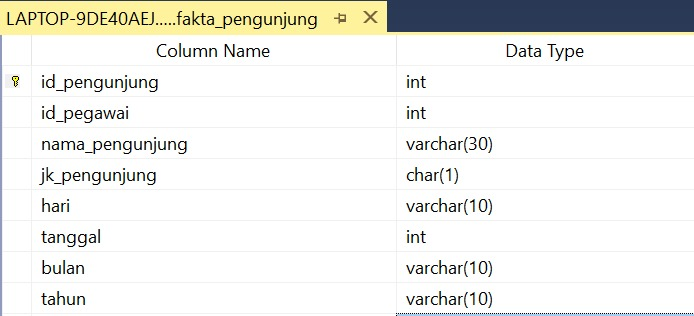 LAPTOP-9DE40AEJ.....fakta_pengunjung
Column Name Data Type
id_pengunjung int
id_pegawai int
nama_pengunjung varchar(30)
jk_pengunjung char(1)
hari varchar(10)
tanggal int
bulan varchar(10)
tahun varchar(10)